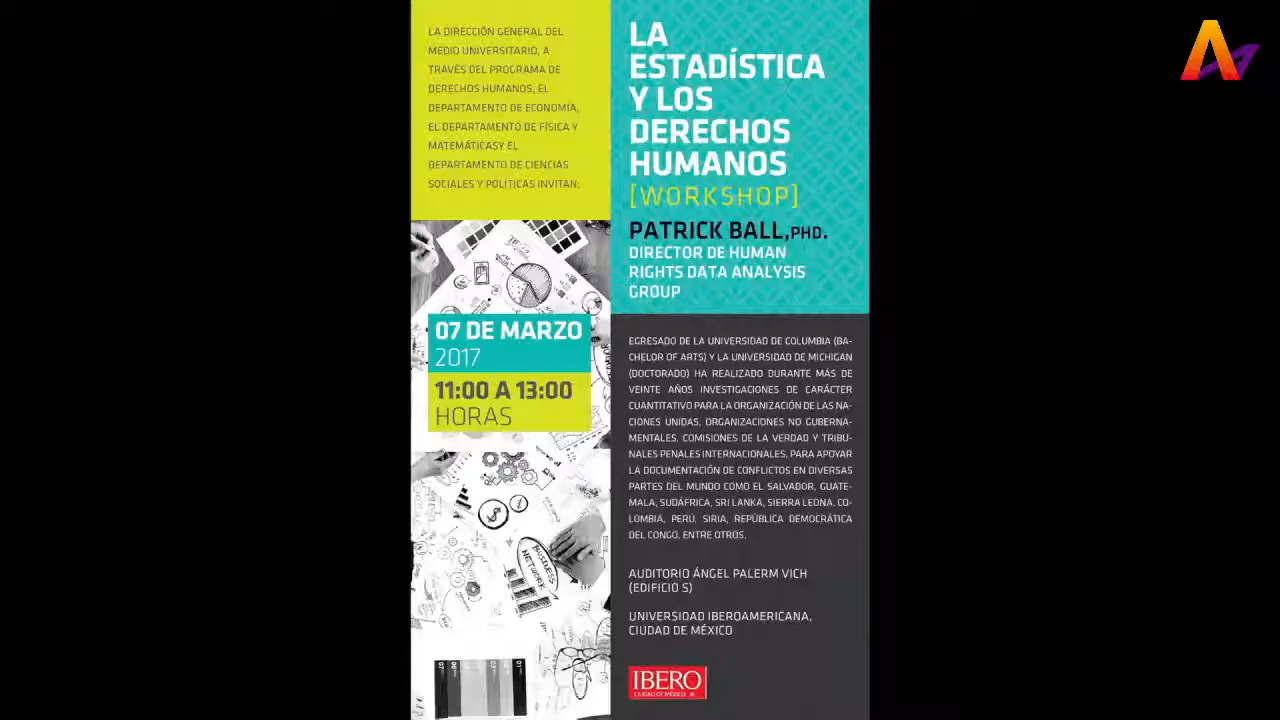 LA DIRECCIÓN GENERAL DEL
MEDIO UNIVERSITARIO, A
TRAVÉS DEL PROGRAMA DE
DERECHOS HUMANOS, EL
DEPARTAMENTO DE ECONOMÍA,
EL DEPARTAMENTO DE FÍSICA Y
MATEMÁTICASY EL
DEPARTAMENTO DE CIENCIAS
SOCIALES Y POLÍTICAS INVITAN:
07 DE MARZO
2017
11:00 A 13:00
HORAS
BUSINESS
NETWORK
LA
ESTADÍSTICA
Y LOS
DERECHOS
HUMANOS
[WORKSHOP]
PATRICK BALL,PHD.
DIRECTOR DE HUMAN
RIGHTS DATA ANALYSIS
GROUP
EGRESADO DE LA UNIVERSIDAD DE COLUMBIA (BA-
CHELOR OF ARTS) Y LA UNIVERSIDAD DE MICHIGAN
(DOCTORADO) HA REALIZADO DURANTE MÁS DE
VEINTE AÑOS INVESTIGACIONES DE CARÁCTER
CUANTITATIVO PARA LA ORGANIZACIÓN DE LAS NA-
CIONES UNIDAS, ORGANIZACIONES NO GUBERNA-
MENTALES, COMISIONES DE LA VERDAD Y TRIBU-
NALES PENALES INTERNACIONALES, PARA APOYAR
LA DOCUMENTACIÓN DE CONFLICTOS EN DIVERSAS
PARTES DEL MUNDO COMO EL SALVADOR, GUATE-
MALA, SUDÁFRICA, SRI LANKA, SIERRA LEONA, CO-
LOMBIA, PERÚ, SIRIA, REPÚBLICA DEMOCRÁTICA
DEL CONGO, ENTRE OTROS.
AUDITORIO ÁNGEL PALERM VICH
(EDIFICIO S)
UNIVERSIDAD IBEROAMERICANA,
CIUDAD DE MÉXICO
IBERO
CIUDAD DE MÉXICO